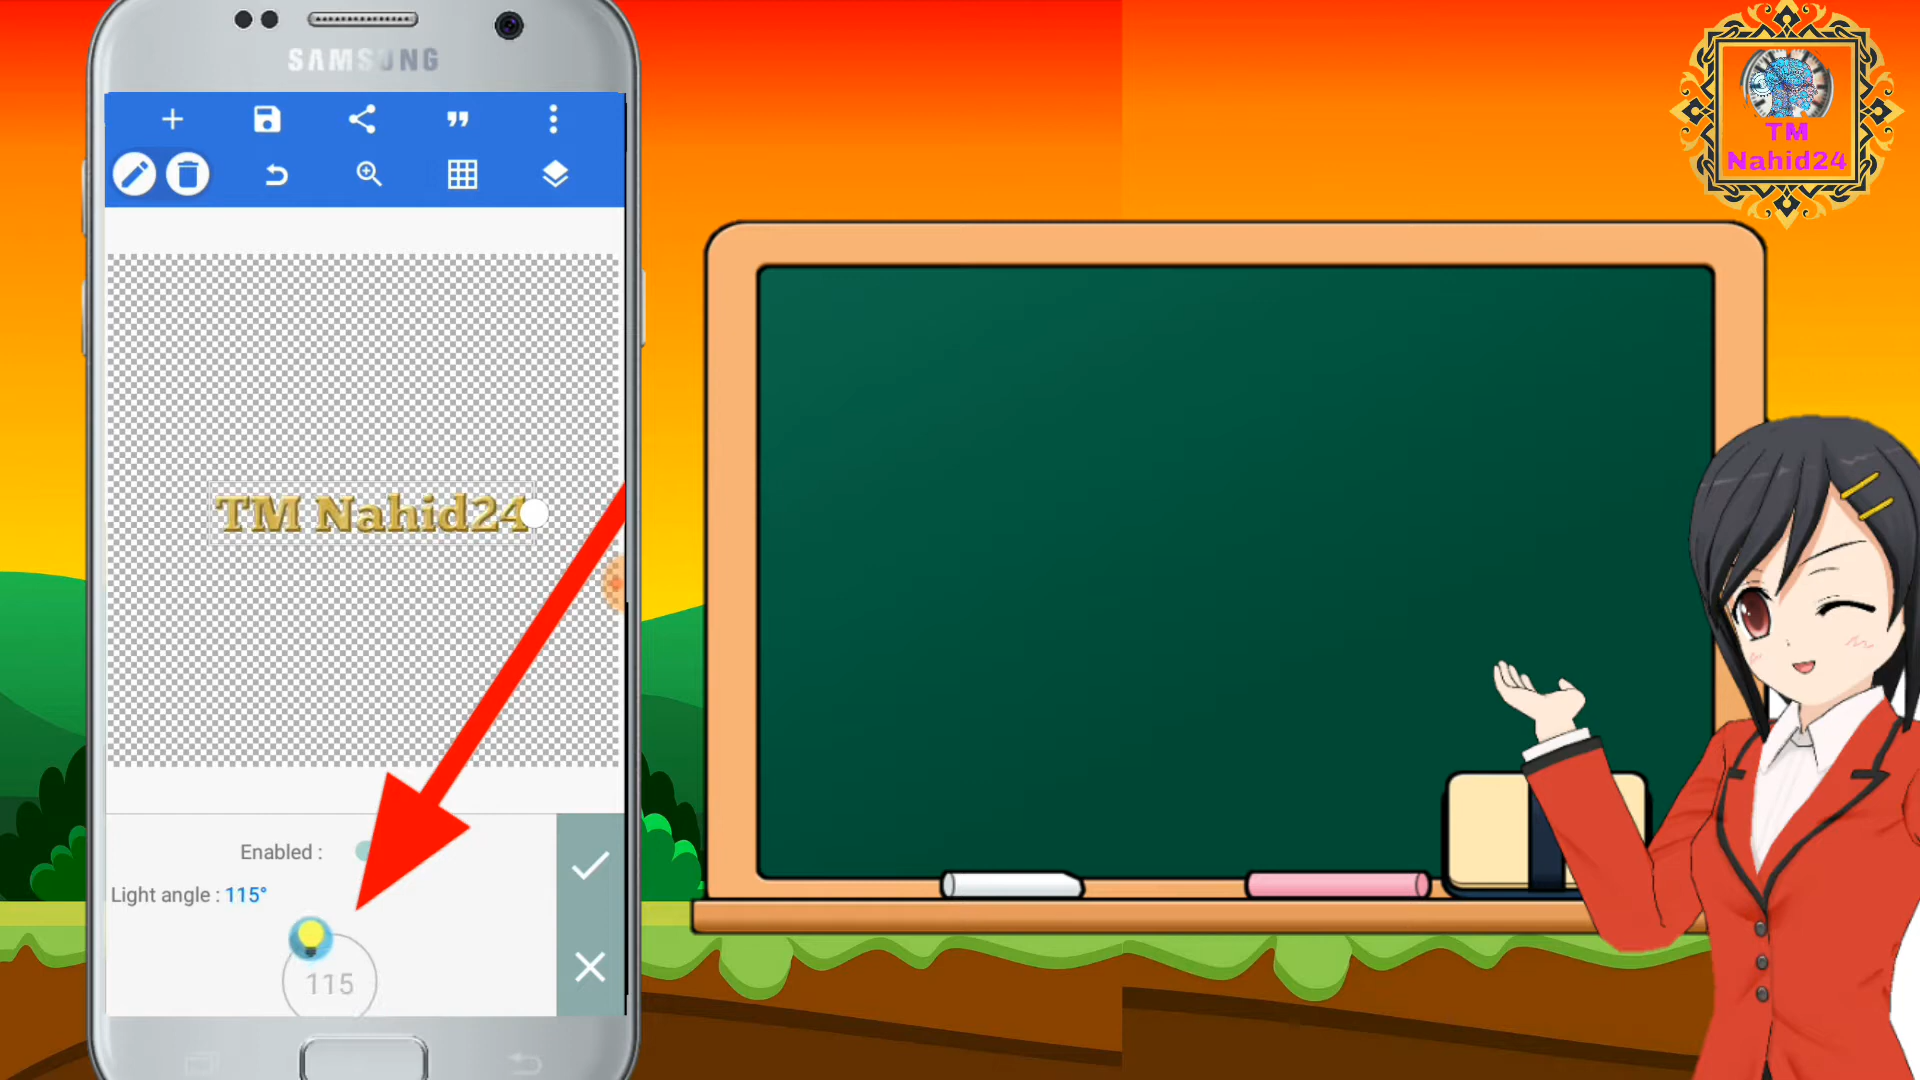 SAMSUNG
TM
Nahid24
TM Nahid24
Enabled :
Light angle : 115°
115